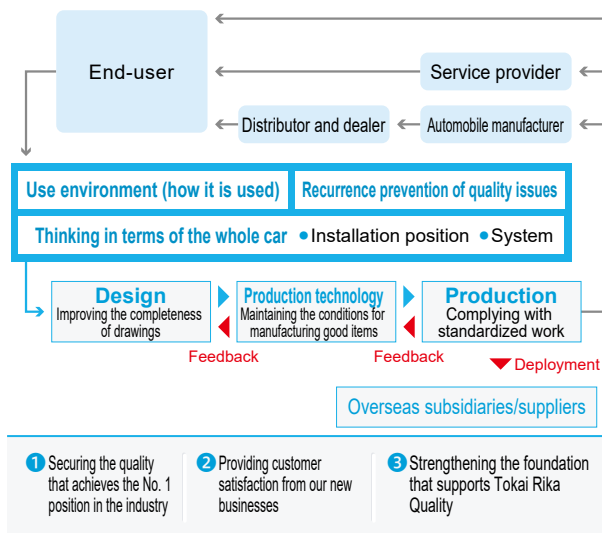 End-user
Service provider
Distributor and dealer
Automobile manufacturer
Use environment (how it is used)
Recurrence prevention of quality issues
Thinking in terms of the whole car ●Installation position ●System
Design
Improving the completeness
of drawings
Production technology
Maintaining the conditions for
manufacturing good items
Production
Complying with
standardized work
Feedback
Feedback
Deployment
Overseas subsidiaries/suppliers
1 Securing the quality
that achieves the No. 1
position in the industry
2 Providing customer
satisfaction from our new
businesses
3 Strengthening the foundation
that supports Tokai Rika
Quality